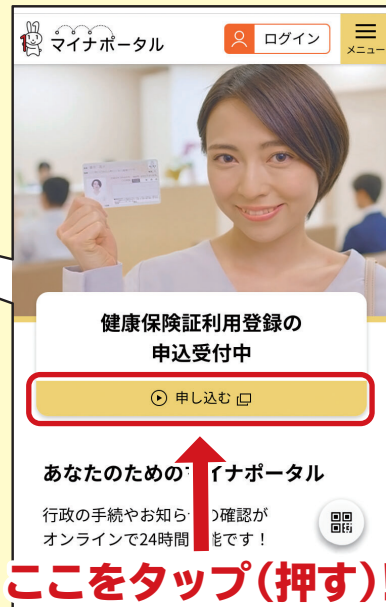 マイナポータル
ログイン
メニュー
健康保険証利用登録の
申込受付中
申し込む
あなたのための マイナポータル
行政の手続やお知ら の確認が
オンラインで24時間 能です！
ここをタップ（押す）!